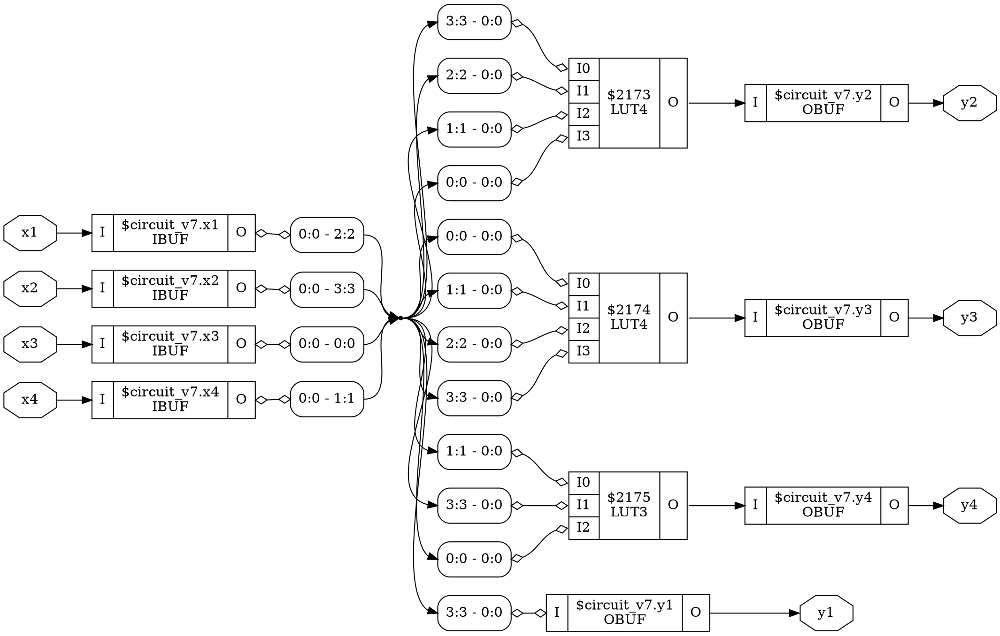 x1
I
$circuit_v7.x1
IBUF
O
0:0 - 2:2
x2
I
$circuit_v7.x2
IBUF
O
0:0 - 3:3
x3
I
$circuit_v7.x3
IBUF
O
0:0 - 0:0
x4
I
$circuit_v7.x4
IBUF
O
0:0 - 1:1
3:3 - 0:0
2:2 - 0:0
1:1 - 0:0
0:0 - 0:0
I0
I1
I2
I3
$2173
LUT4
O
I
$circuit_v7.y2
OBUF
O
y2
0:0 - 0:0
1:1 - 0:0
2:2 - 0:0
3:3 - 0:0
I0
I1
I2
I3
$2174
LUT4
O
I
$circuit_v7.y3
OBUF
O
y3
1:1 - 0:0
3:3 - 0:0
0:0 - 0:0
I0
I1
I2
$2175
LUT3
O
I
$circuit_v7.y4
OBUF
O
y4
3:3 - 0:0
I
$circuit_v7.y1
OBUF
O
y1